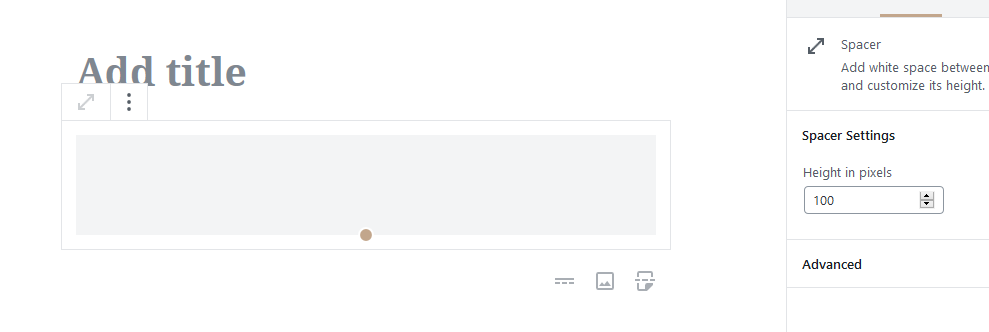 Add title
Spacer
Add white space between
and customize its height.
Spacer Settings
Height in pixels
100
Advanced